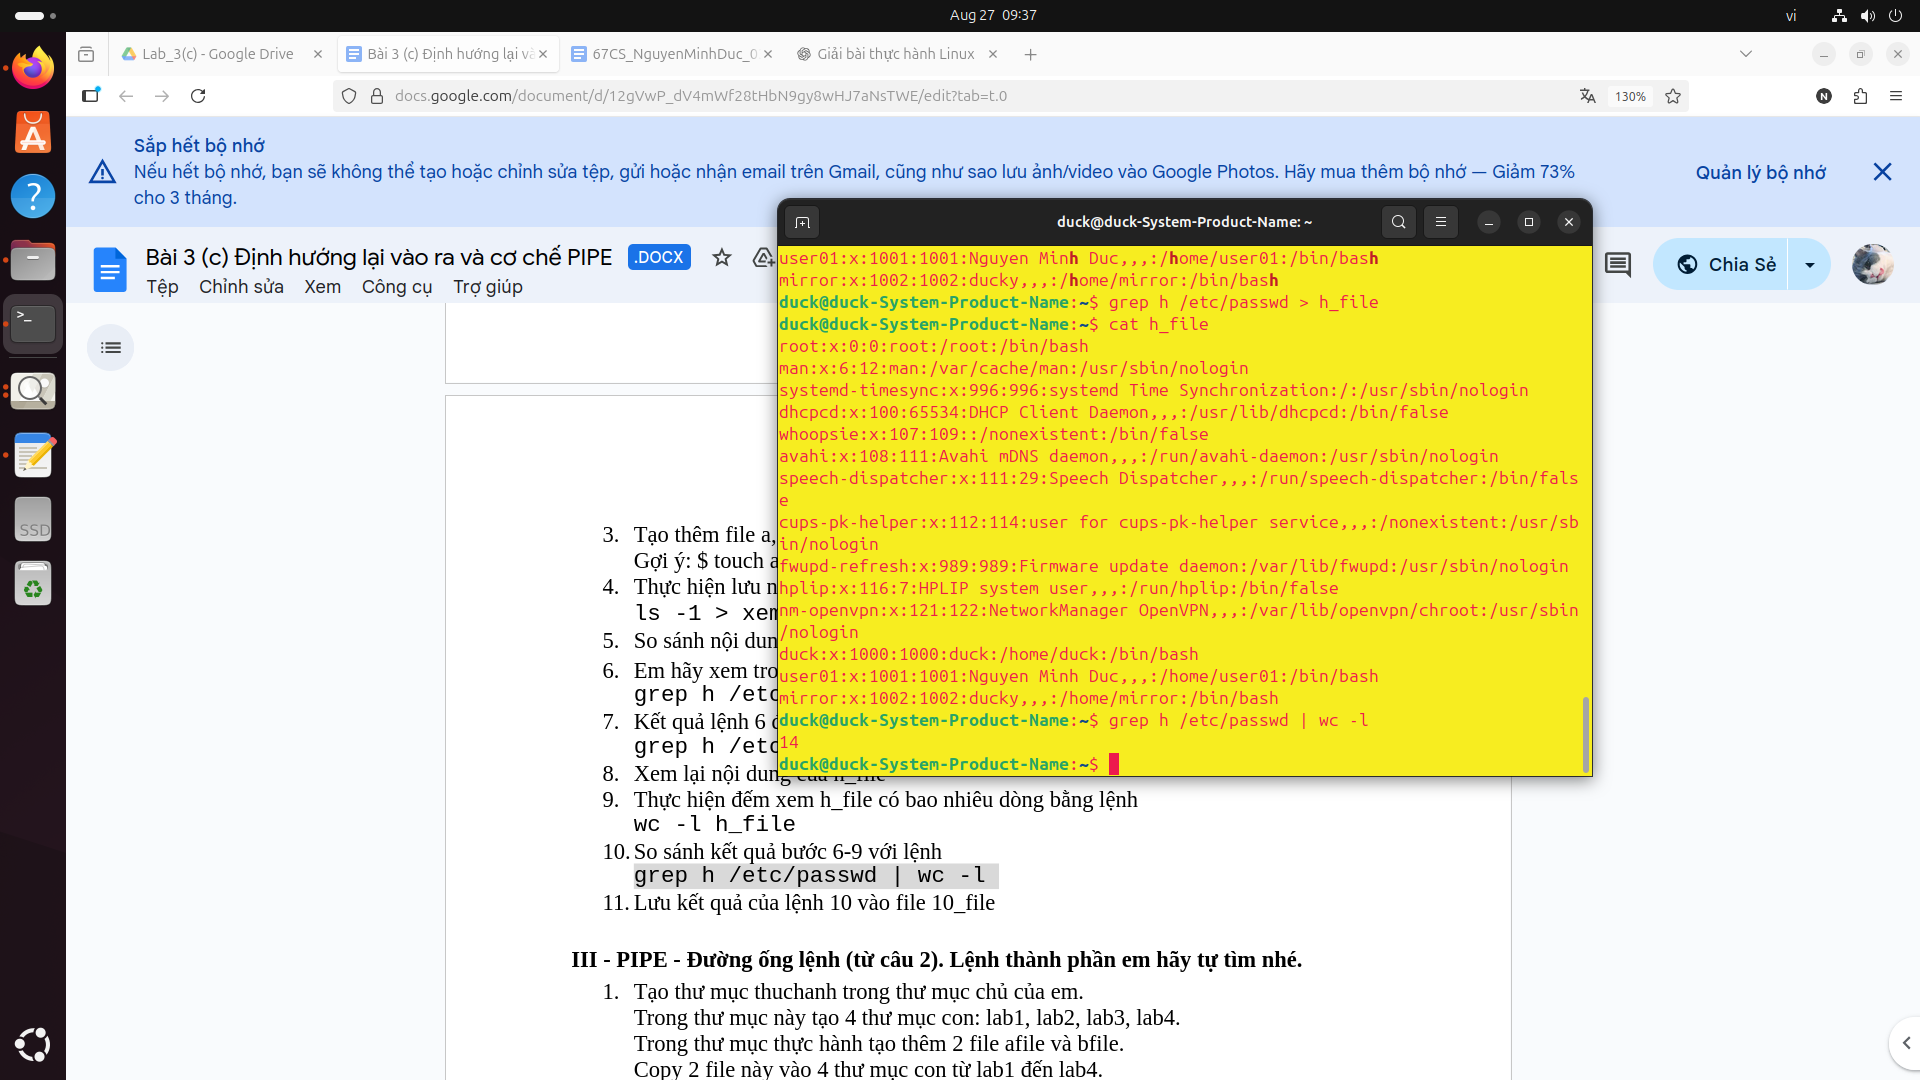 Aug 27 09:37
vi
Lab_3(c) - Google Drive
Bài 3 (c) Định hướng lại v
67CS_NguyenMinhDuc_0
Giải bài thực hành Linux
docs.google.com/document/d/12gVwP_dV4mWf28tHbN9gy8wHJ7aNsTWE/edit?tab=t.0
130%
N
Sắp hết bộ nhớ
Nếu hết bộ nhớ, bạn sẽ không thể tạo hoặc chỉnh sửa tệp, gửi hoặc nhận email trên Gmail, cũng như sao lưu ảnh/video vào Google Photos. Hãy mua thêm bộ nhớ — Giảm 73%
cho 3 tháng.
Quản lý bộ nhớ
Bài 3 (c) Định hướng lại vào ra và cơ chế PIPE
.DOCX
Tệp Chỉnh sửa Xem Công cụ Trợ giúp
Chia Sẻ
SSD
duck@duck-System-Product-Name: ~
user01:x:1001:1001:Nguyen Minh Duc,,,:/home/user01:/bin/bash
mirror:x:1002:1002:ducky,,,:/home/mirror:/bin/bash
duck@duck-System-Product-Name:~$ grep h /etc/passwd > h_file
duck@duck-System-Product-Name:~$ cat h_file
root:x:0:0:root:/root:/bin/bash
man:x:6:12:man:/var/cache/man:/usr/sbin/nologin
systemd-timesync:x:996:996:systemd Time Synchronization:/:/usr/sbin/nologin
dhcpcd:x:100:65534:DHCP Client Daemon,,,:/usr/lib/dhcpcd:/bin/false
whoopsie:x:107:109::/nonexistent:/bin/false
avahi:x:108:111:Avahi mDNS daemon,,,:/run/avahi-daemon:/usr/sbin/nologin
speech-dispatcher:x:111:29:Speech Dispatcher,,,:/run/speech-dispatcher:/bin/fals
e
cups-pk-helper:x:112:114:user for cups-pk-helper service,,,:/nonexistent:/usr/sb
in/nologin
fwupd-refresh:x:989:989:Firmware update daemon:/var/lib/fwupd:/usr/sbin/nologin
hplip:x:116:7:HPLIP system user,,,:/run/hplip:/bin/false
nm-openvpn:x:121:122:NetworkManager OpenVPN,,,:/var/lib/openvpn/chroot:/usr/sbin
/nologin
duck:x:1000:1000:duck:/home/duck:/bin/bash
user01:x:1001:1001:Nguyen Minh Duc,,,:/home/user01:/bin/bash
mirror:x:1002:1002:ducky,,,:/home/mirror:/bin/bash
duck@duck-System-Product-Name:~$ grep h /etc/passwd | wc -l
14
duck@duck-System-Product-Name:~$
3. Tạo thêm file a,
Gợi ý: $ touch a
4. Thực hiện lưu n
ls -1 > xem
5. So sánh nội dun
6. Em hãy xem tro
grep h /etc
7. Kết quả lệnh 6
grep h /etc
8. Xem lại nội dung của h_file
9. Thực hiện đếm xem h_file có bao nhiêu dòng bằng lệnh
wc -l h_file
10. So sánh kết quả bước 6-9 với lệnh
grep h /etc/passwd | wc -l
11. Lưu kết quả của lệnh 10 vào file 10_file
III - PIPE - Đường ống lệnh (từ câu 2). Lệnh thành phần em hãy tự tìm nhé.
1. Tạo thư mục thuchanh trong thư mục chủ của em.
Trong thư mục này tạo 4 thư mục con: lab1, lab2, lab3, lab4.
Trong thư mục thực hành tạo thêm 2 file afile và bfile.
Copy 2 file này vào 4 thư mục con từ lab1 đến lab4.